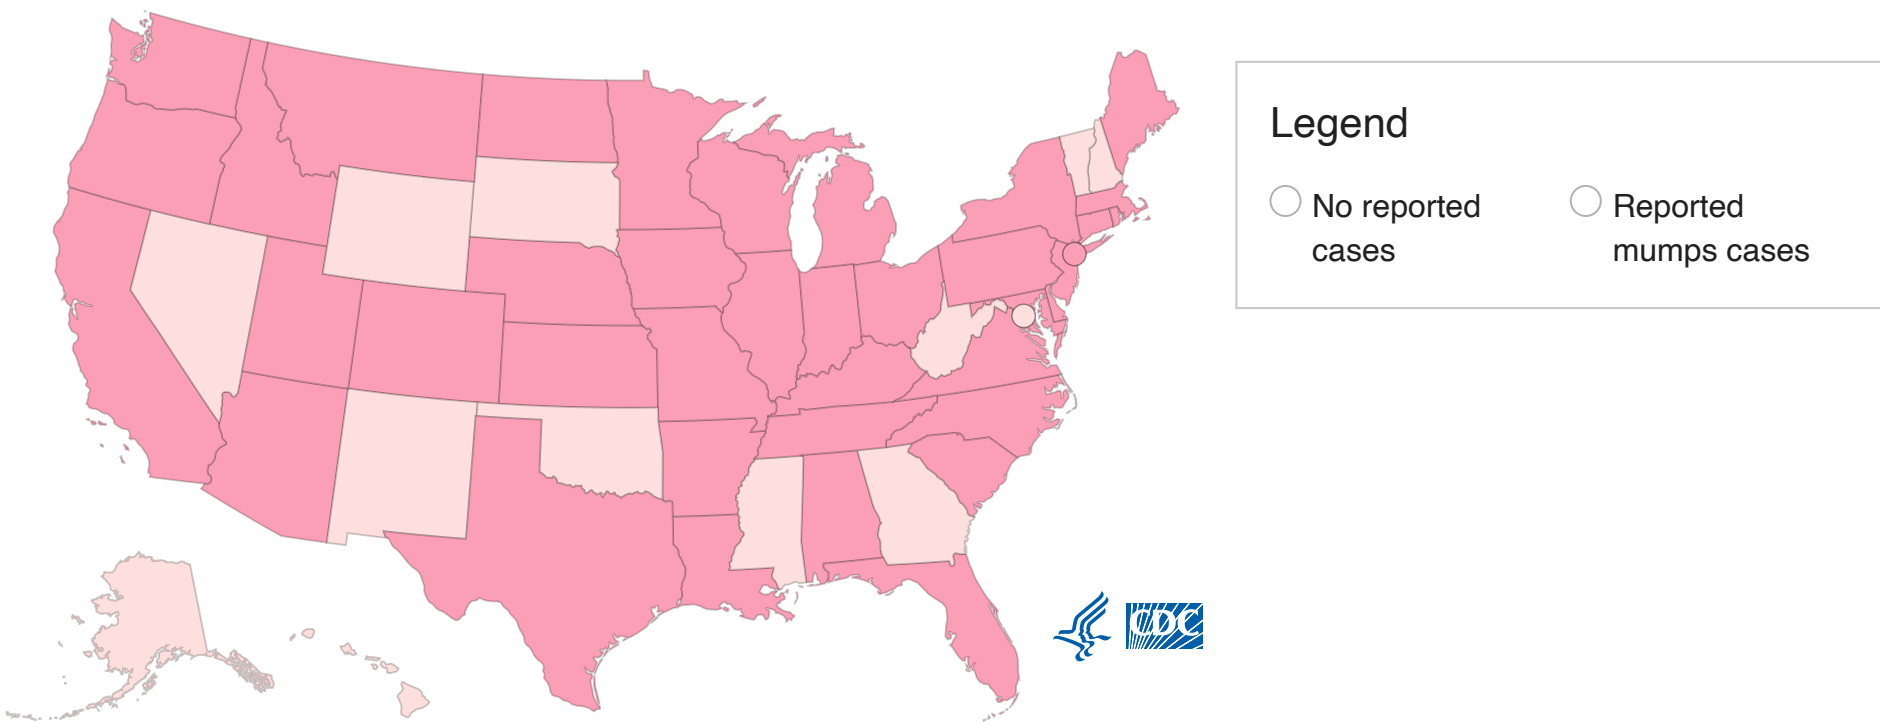 Legend
No reported
cases
Reported
mumps cases
CDC